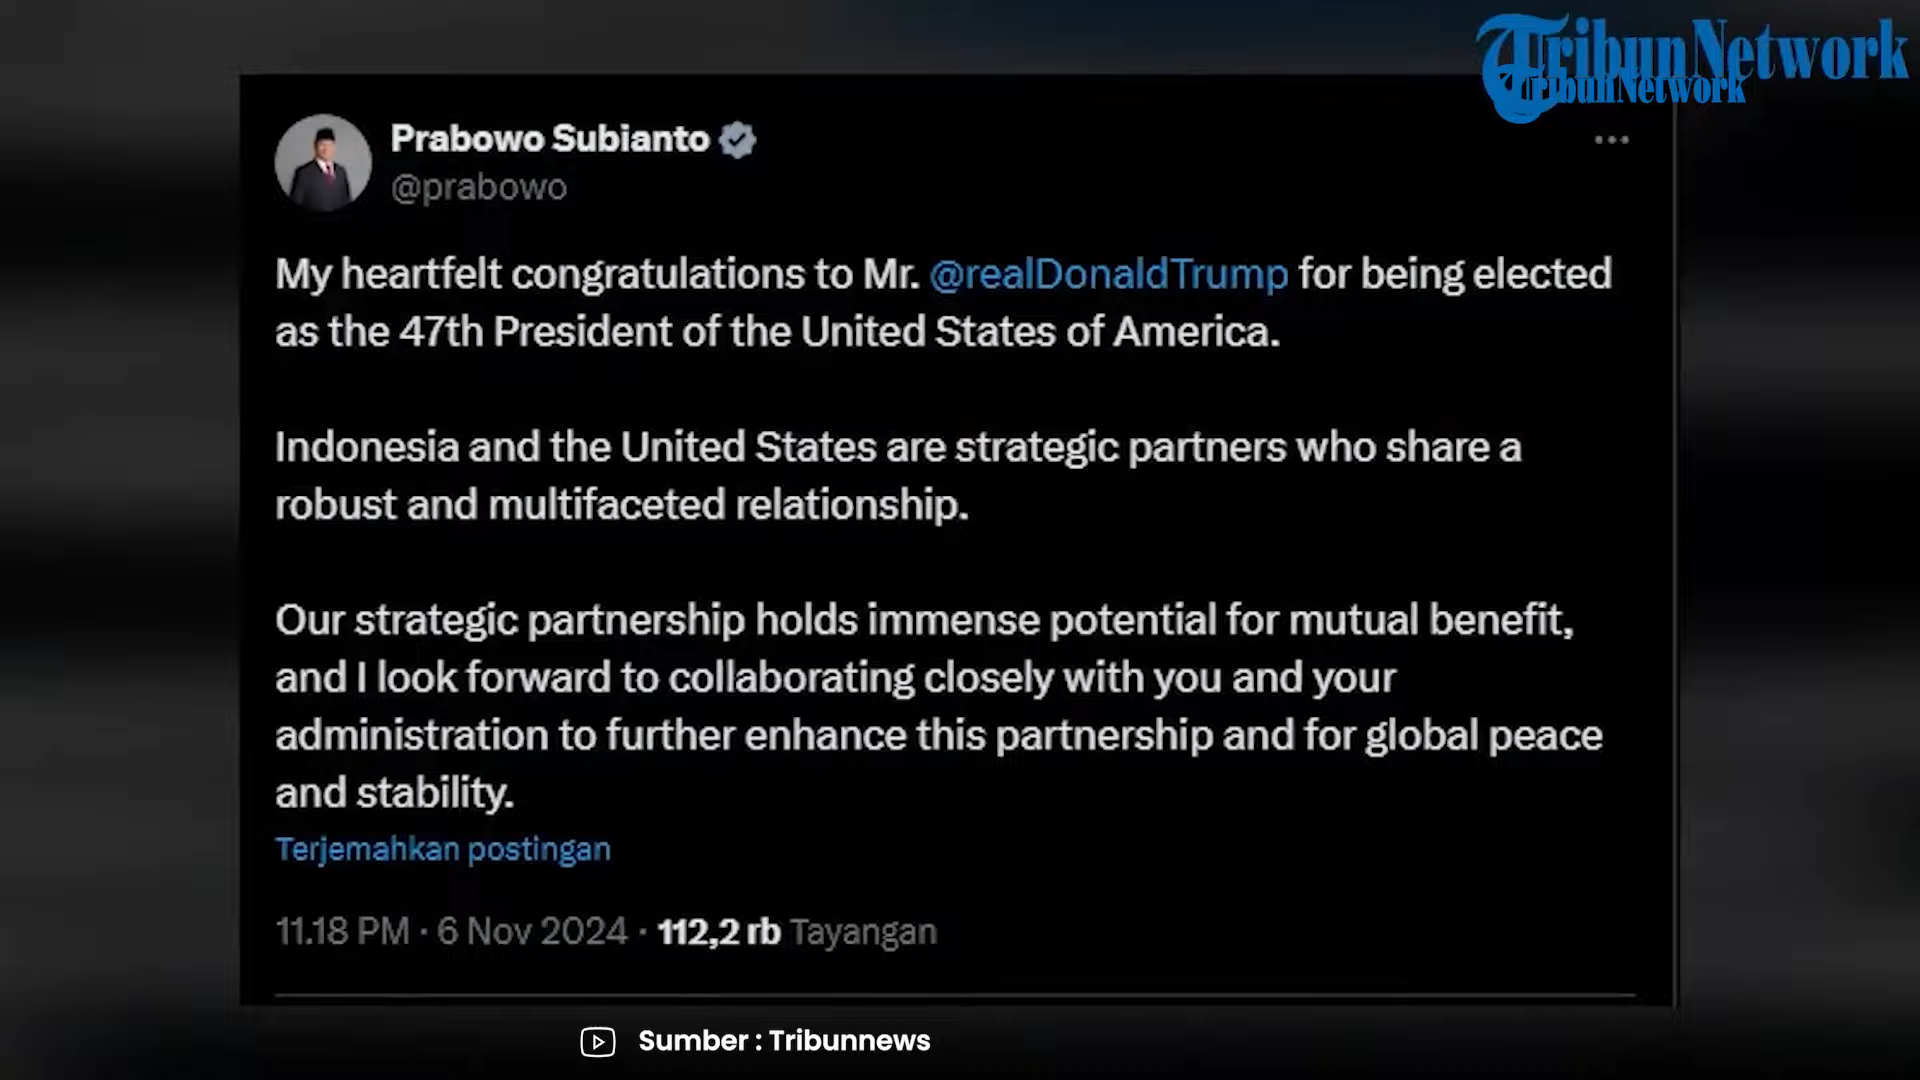 Tribun Network
TribunNetwork
Prabowo Subianto
@prabowo
My heartfelt congratulations to Mr. @realDonaldTrump for being elected
as the 47th President of the United States of America.
Indonesia and the United States are strategic partners who share a
robust and multifaceted relationship.
Our strategic partnership holds immense potential for mutual benefit,
and I look forward to collaborating closely with you and your
administration to further enhance this partnership and for global peace
and stability.
Terjemahkan postingan
11.18 PM · 6 Nov 2024 · 112,2 rb Tayangan
Sumber : Tribunnews